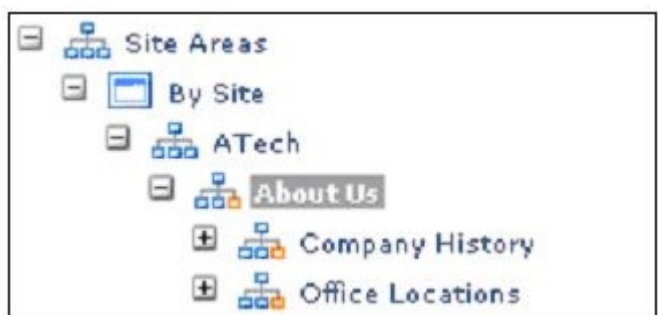 Site Areas
By Site
ATech
About Us
Company History
Office Locations